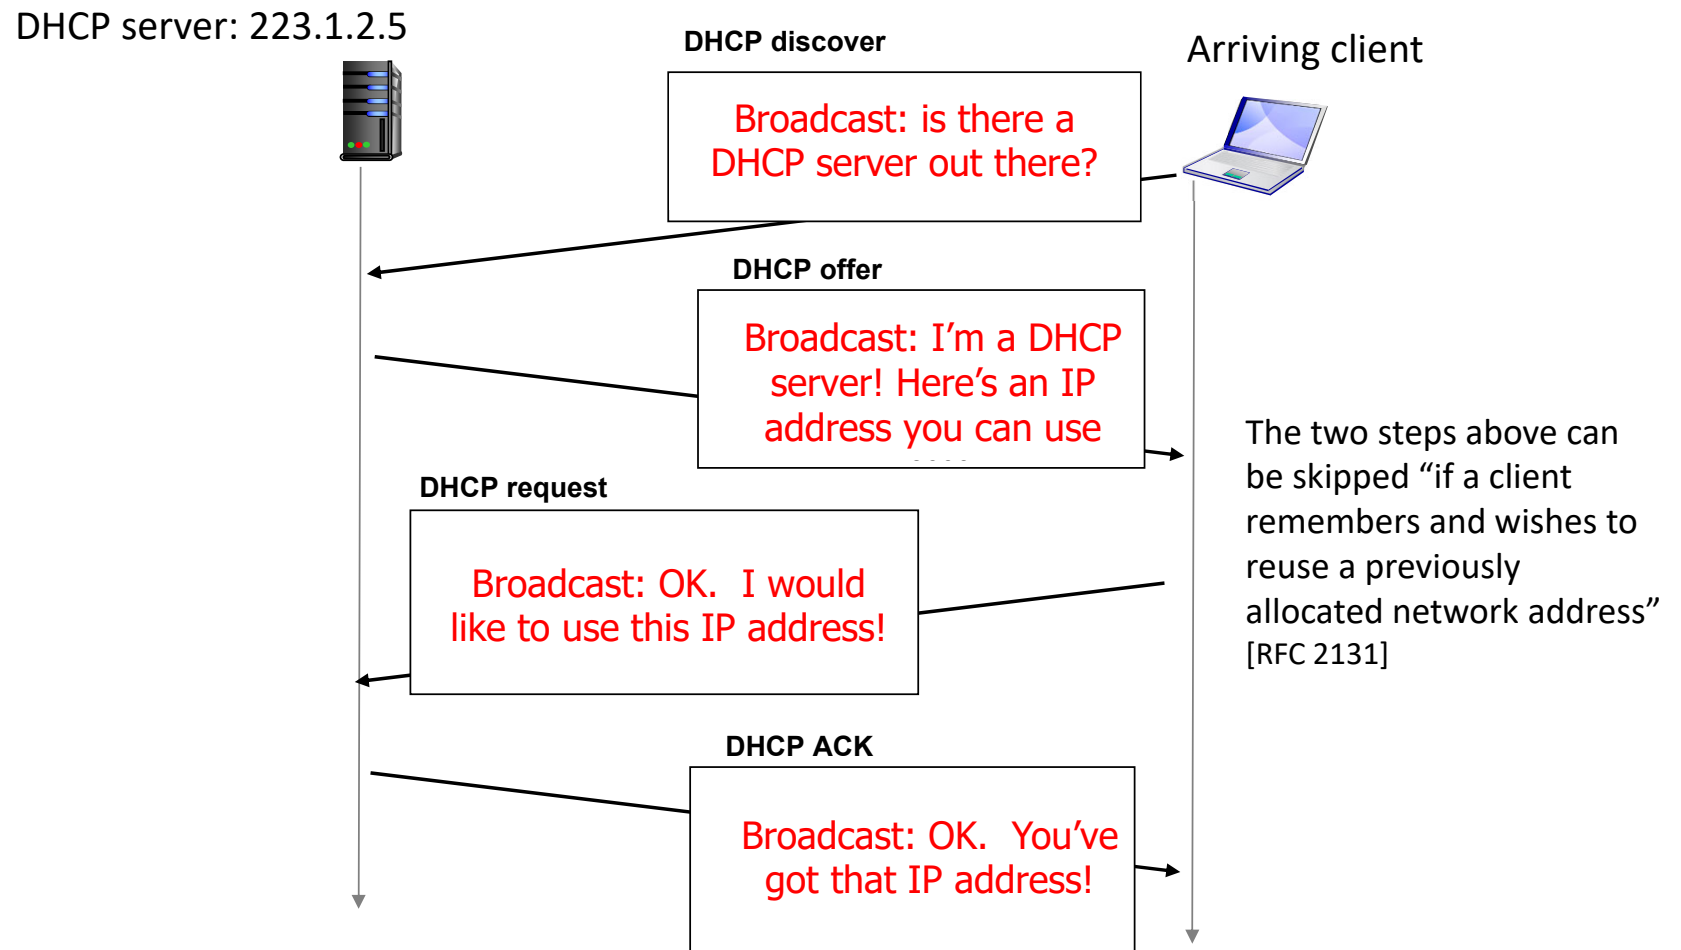 DHCP server: 223.1.2.5
DHCP discover
Arriving client
Broadcast: is there a
DHCP server out there?
DHCP offer
Broadcast: I’m a DHCP
server! Here’s an IP
address you can use
The two steps above can
be skipped “if a client
remembers and wishes to
reuse a previously
allocated network address”
[RFC 2131]
DHCP request
Broadcast: OK.  I would
like to use this IP address!
DHCP ACK
Broadcast: OK.  You’ve
got that IP address!